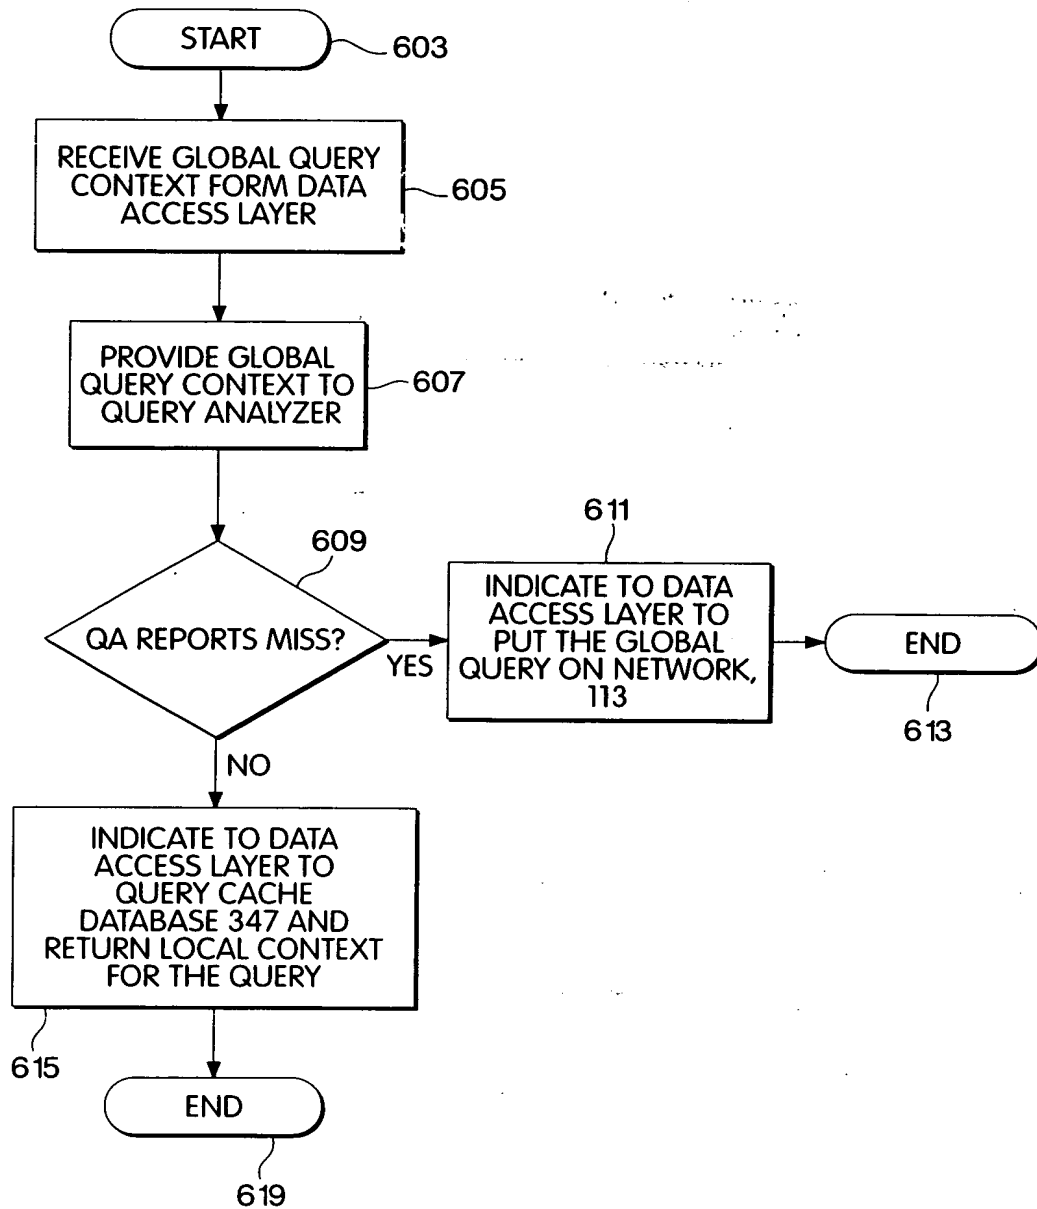 START
603
RECEIVE GLOBAL QUERY
CONTEXT FORM DATA
ACCESS LAYER
605
PROVIDE GLOBAL
QUERY CONTEXT TO
QUERY ANALYZER
607
609
QA REPORTS MISS?
YES
611
INDICATE TO DATA
ACCESS LAYER TO
PUT THE GLOBAL
QUERY ON NETWORK,
113
END
613
NO
INDICATE TO DATA
ACCESS LAYER TO
QUERY CACHE
DATABASE 347 AND
RETURN LOCAL CONTEXT
FOR THE QUERY
615
END
619